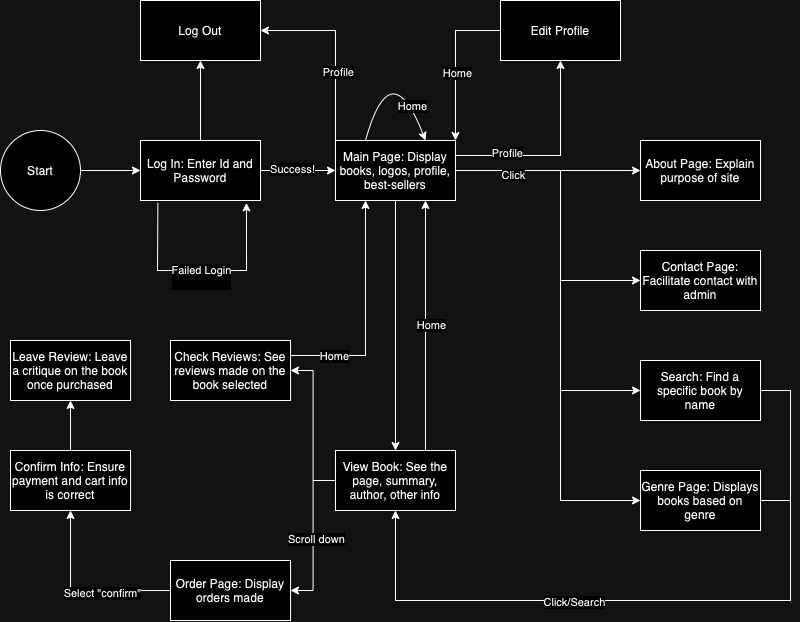 Log Out
Edit Profile
Profile
Home
Home
Start
Log In: Enter Id and
Password
Success!
Main Page: Display
books, logos, profile,
best-sellers
Profile
Click
About Page: Explain
purpose of site
Failed Login
Contact Page:
Facilitate contact with
admin
Home
Leave Review: Leave
a critique on the book
once purchased
Check Reviews: See
reviews made on the
book selected
Home
Search: Find a
specific book by
name
Confirm Info: Ensure
payment and cart info
is correct
View Book: See the
page, summary,
author, other info
Genre Page: Displays
books based on
genre
Scroll down
Select "confirm"
Order Page: Display
orders made
Click/Search